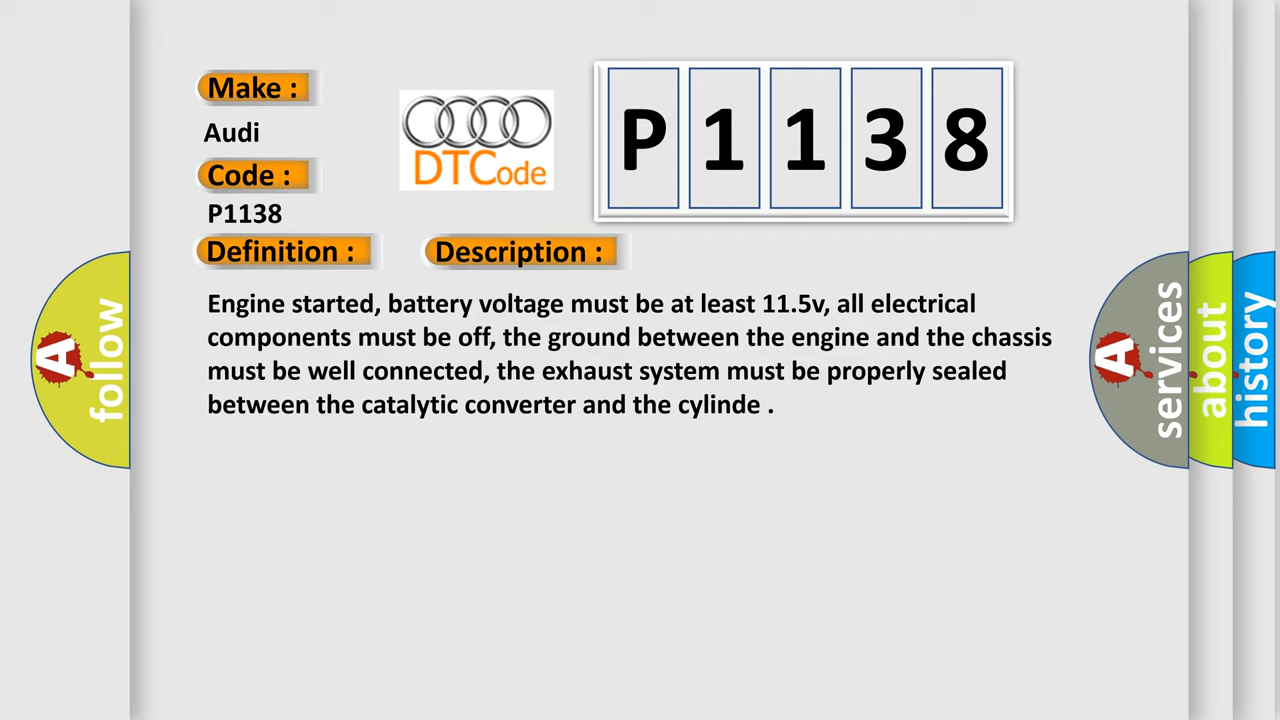 Make :
Audi
Code :
P1138
Definition :
Description :
DTCode
P 1 1 3 8
Engine started, battery voltage must be at least 11.5v, all electrical
components must be off, the ground between the engine and the chassis
must be well connected, the exhaust system must be properly sealed
between the catalytic converter and the cylinde .
A
follow
A
services
about
history